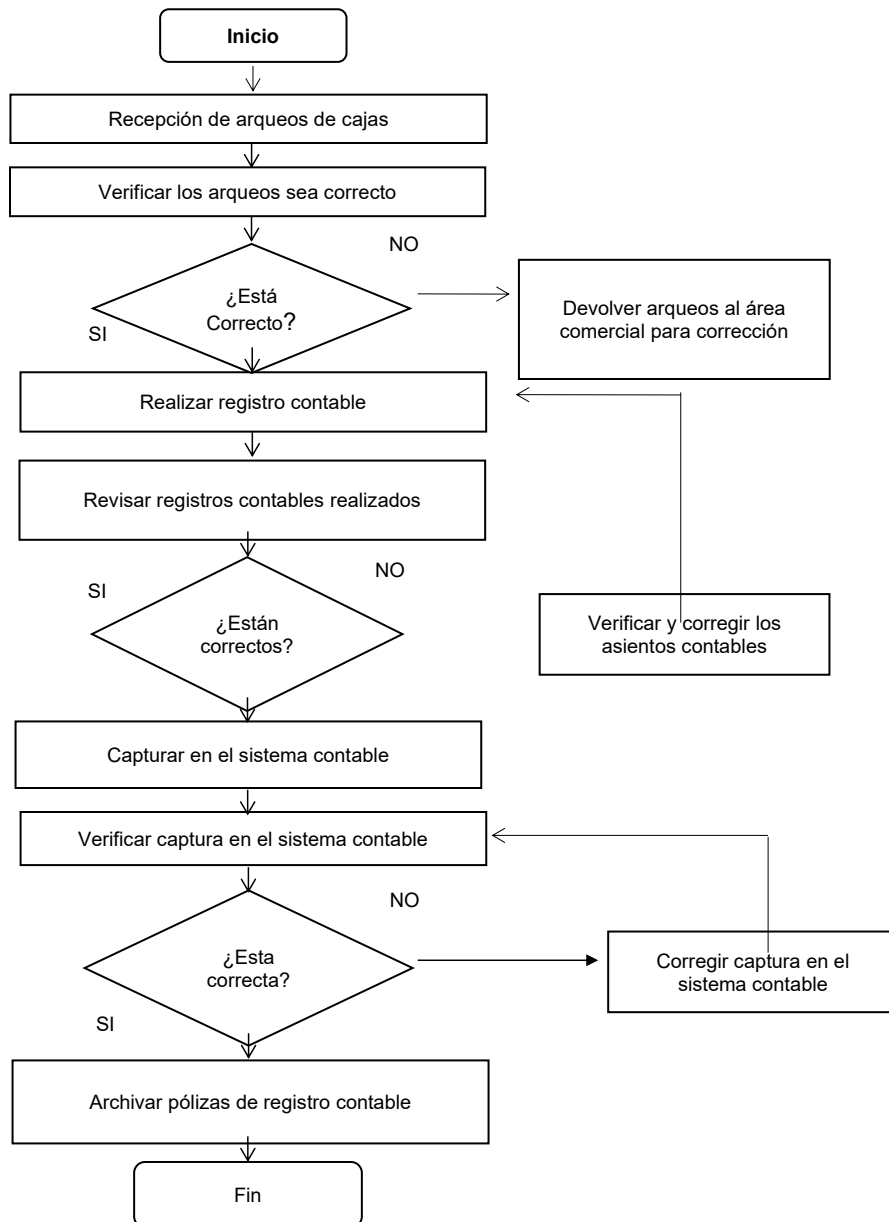 Inicio
Recepción de arqueos de cajas
Verificar los arqueos sea correcto
NO
¿Está
Correcto?
SI
Devolver arqueos al área
comercial para corrección
Realizar registro contable
Revisar registros contables realizados
SI
NO
¿Están
correctos?
Verificar y corregir los
asientos contables
Capturar en el sistema contable
Verificar captura en el sistema contable
NO
¿Esta
correcta?
SI
Corregir captura en el
sistema contable
Archivar pólizas de registro contable
Fin